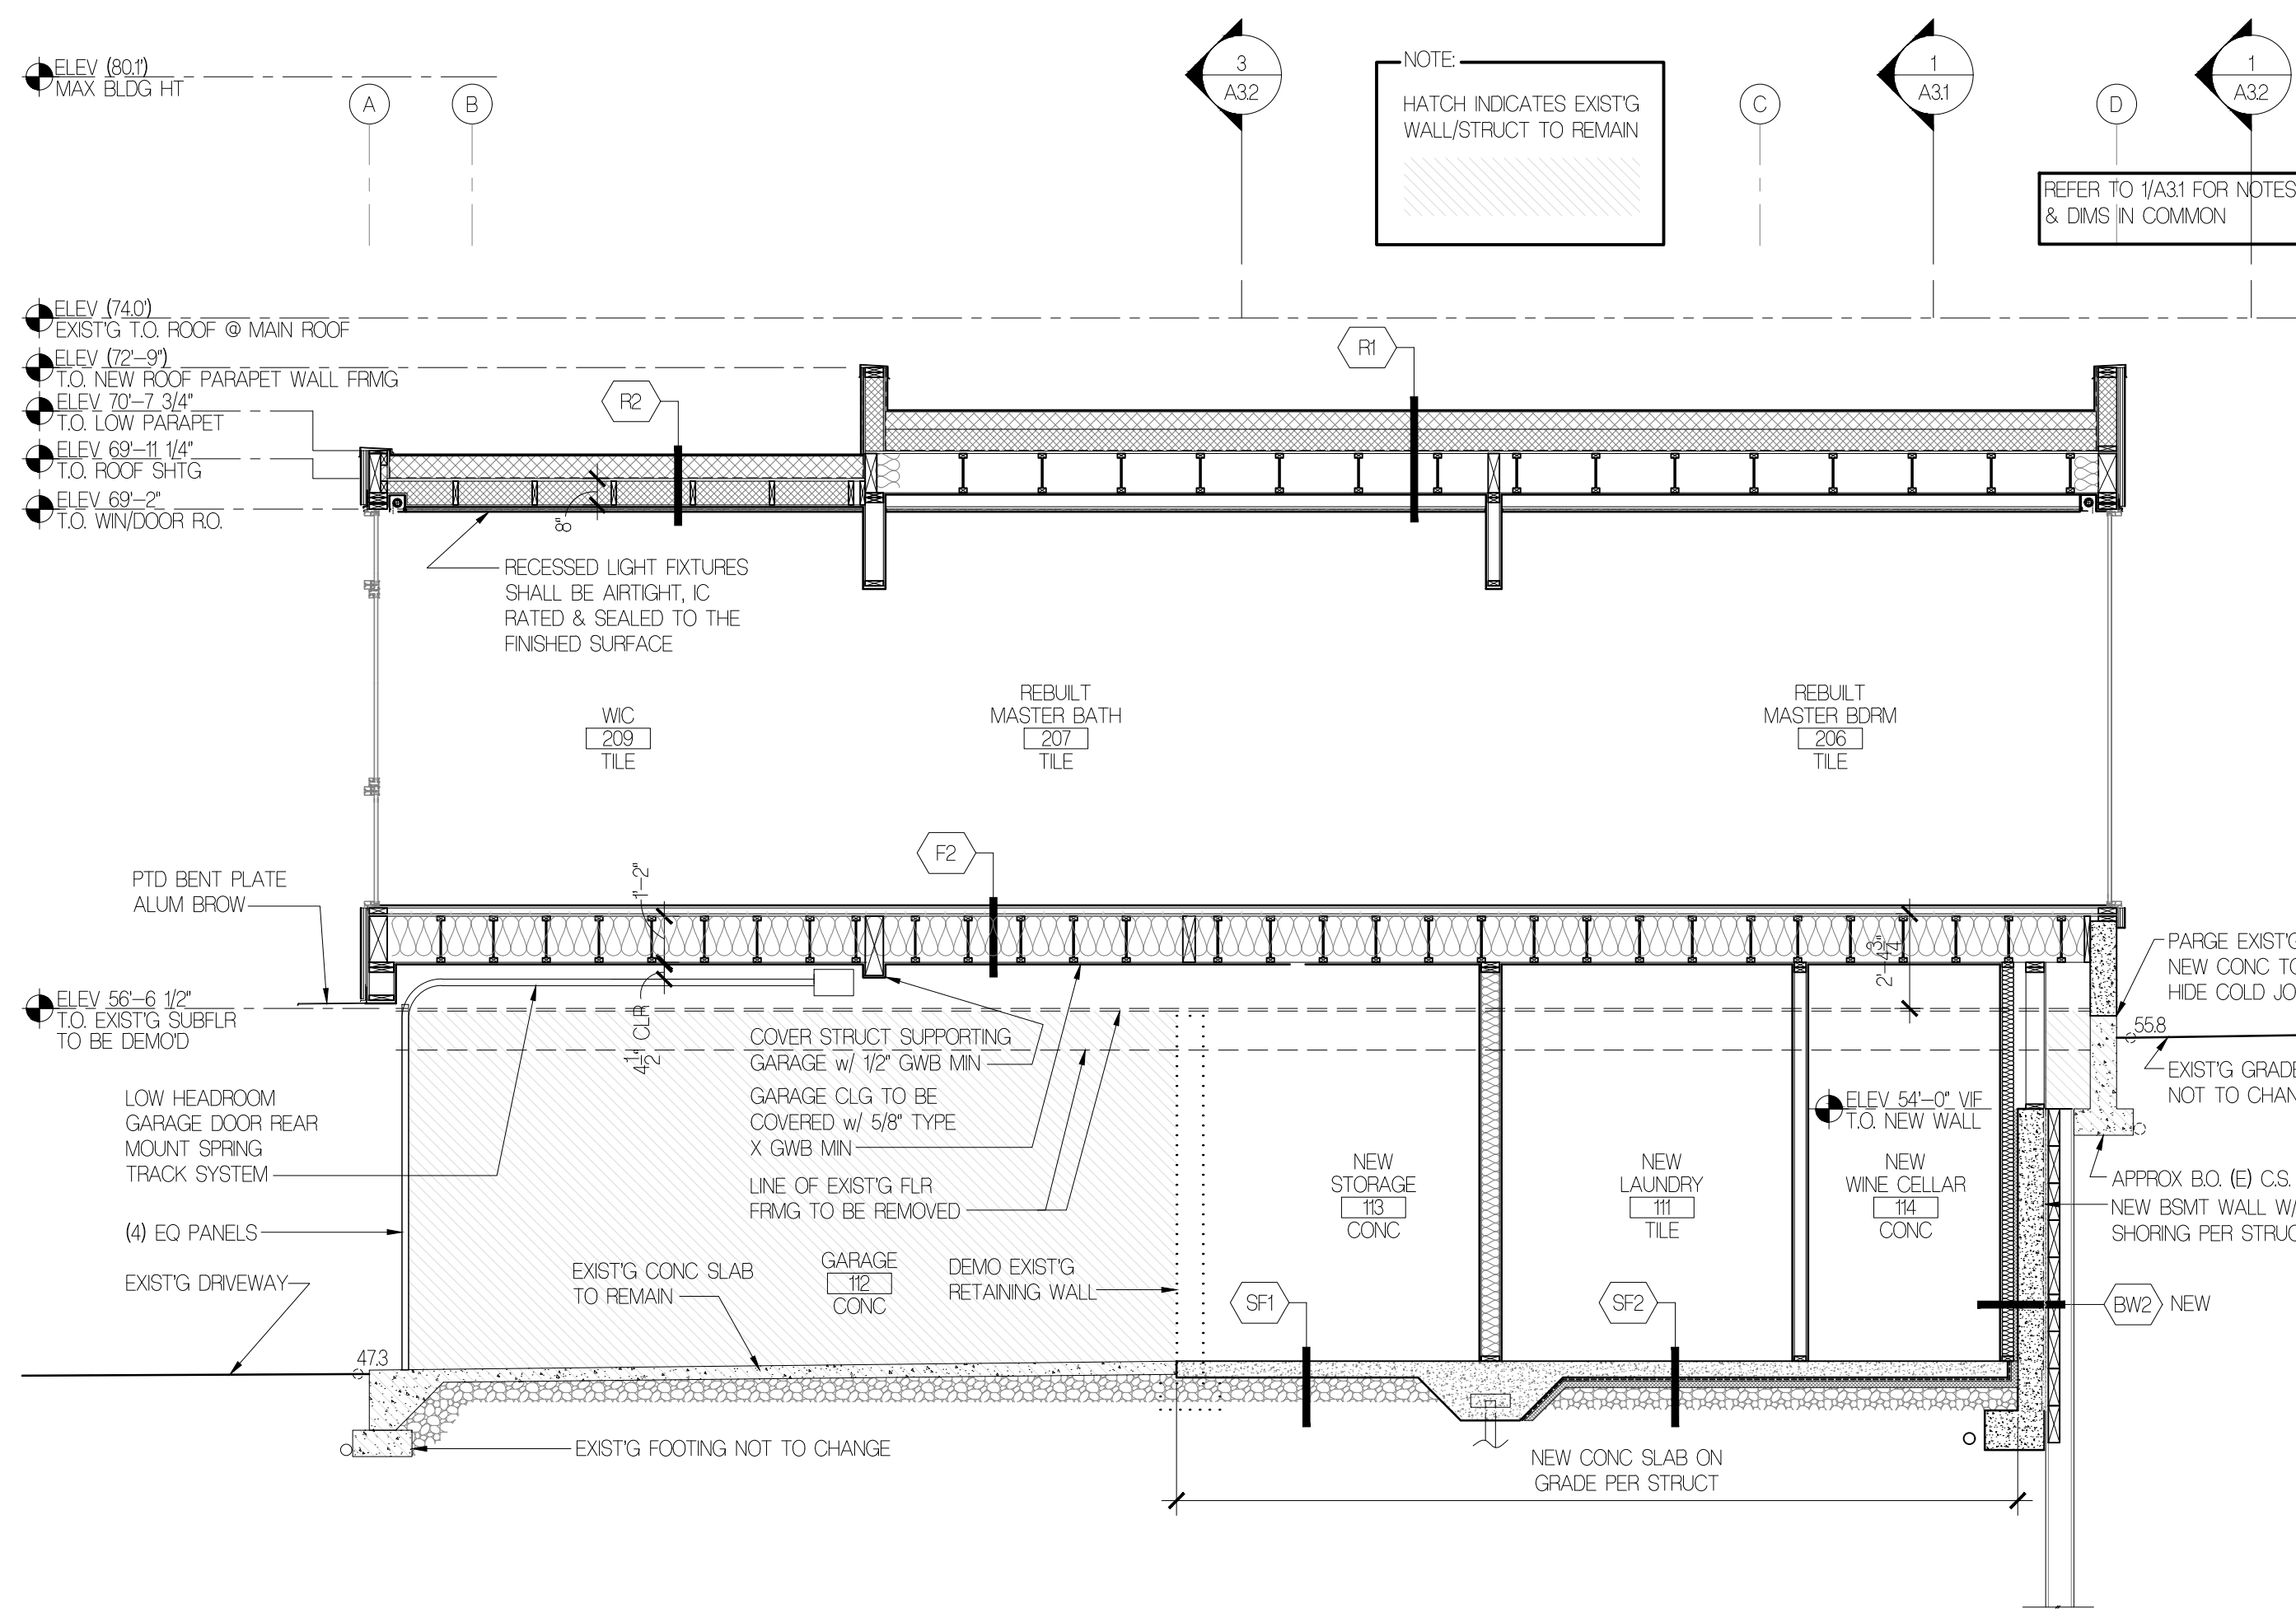 ELEV (80.1')
MAX BLDG HT
A
B
3
A3.2
NOTE:
HATCH INDICATES EXIST'G
WALL/STRUCT TO REMAIN
C
1
A3.1
D
1
A3.2
REFER TO 1/A3.1 FOR NOTES
& DIMS IN COMMON
ELEV (74.0')
EXIST'G T.O. ROOF @ MAIN ROOF
ELEV (72'-9")
T.O. NEW ROOF PARAPET WALL FRMG
ELEV 70'-7 3/4"
T.O. LOW PARAPET
ELEV 69'-11 1/4"
T.O. ROOF SHTG
ELEV 69'-2"
T.O. WIN/DOOR R.O.
R2
R1
8"
RECESSED LIGHT FIXTURES
SHALL BE AIRTIGHT, IC
RATED & SEALED TO THE
FINISHED SURFACE
WIC
209
TILE
REBUILT
MASTER BATH
207
TILE
REBUILT
MASTER BDRM
206
TILE
F2
PTD BENT PLATE
ALUM BROW
1'-2"
2'-4 3/4"
PARGE EXIST'G
NEW CONC TO
HIDE COLD JO
ELEV 56'-6 1/2"
T.O. EXIST'G SUBFLR
TO BE DEMO'D
4 1/2" CLR
COVER STRUCT SUPPORTING
GARAGE w/ 1/2" GWB MIN
GARAGE CLG TO BE
COVERED w/ 5/8" TYPE
X GWB MIN
LINE OF EXIST'G FLR
FRMG TO BE REMOVED
55.8
EXIST'G GRADE
NOT TO CHAN
ELEV 54'-0" VIF
T.O. NEW WALL
LOW HEADROOM
GARAGE DOOR REAR
MOUNT SPRING
TRACK SYSTEM
(4) EQ PANELS
EXIST'G DRIVEWAY
NEW
STORAGE
113
CONC
NEW
LAUNDRY
111
TILE
NEW
WINE CELLAR
114
CONC
APPROX B.O. (E) C.S.
NEW BSMT WALL W/
SHORING PER STRUC
EXIST'G CONC SLAB
TO REMAIN
GARAGE
112
CONC
DEMO EXIST'G
RETAINING WALL
SF1
SF2
BW2
NEW
47.3
EXIST'G FOOTING NOT TO CHANGE
NEW CONC SLAB ON
GRADE PER STRUCT